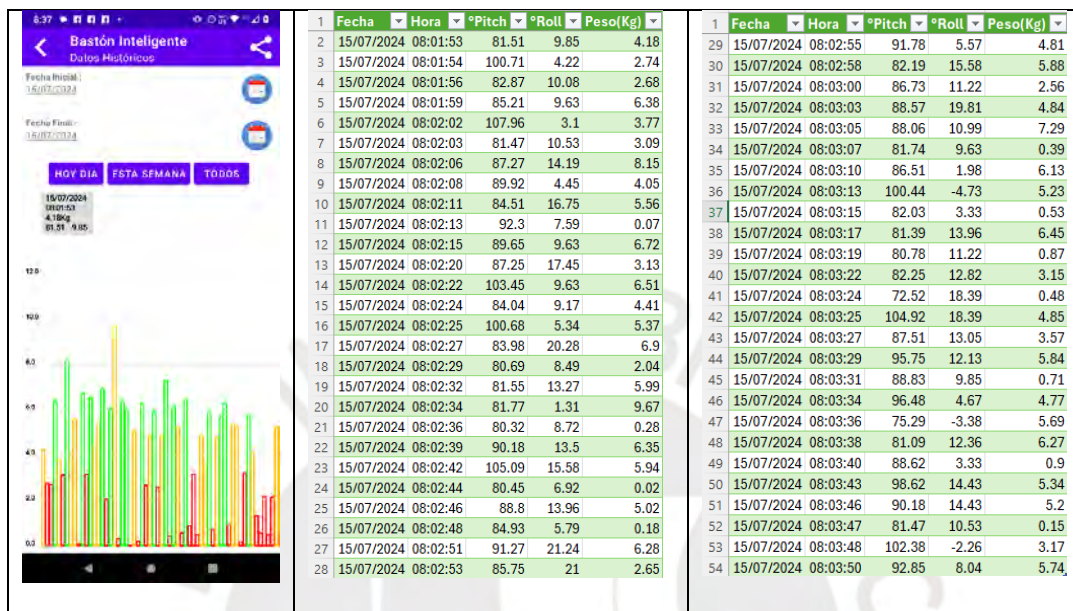 8:37
Bastón Inteligente
Datos Históricos
Fecha Inicial :
15/07/2024
Fecha Final :
15/07/2024
HOY DIA ESTA SEMANA TODOS
15/07/2024
08:01:53
4.18Kg
81.51 9.85
12.0
10.0
8.0
6.0
4.0
2.0
0.0
1 Fecha Hora °Pitch °Roll Peso(Kg)
2 15/07/2024 08:01:53 81.51 9.85 4.18
3 15/07/2024 08:01:54 100.71 4.22 2.74
4 15/07/2024 08:01:56 82.87 10.08 2.68
5 15/07/2024 08:01:59 85.21 9.63 6.38
6 15/07/2024 08:02:02 107.96 3.1 3.77
7 15/07/2024 08:02:03 81.47 10.53 3.09
8 15/07/2024 08:02:06 87.27 14.19 8.15
9 15/07/2024 08:02:08 89.92 4.45 4.05
10 15/07/2024 08:02:11 84.51 16.75 5.56
11 15/07/2024 08:02:13 92.3 7.59 0.07
12 15/07/2024 08:02:15 89.65 9.63 6.72
13 15/07/2024 08:02:20 87.25 17.45 3.13
14 15/07/2024 08:02:22 103.45 9.63 6.51
15 15/07/2024 08:02:24 84.04 9.17 4.41
16 15/07/2024 08:02:25 100.68 5.34 5.37
17 15/07/2024 08:02:27 83.98 20.28 6.9
18 15/07/2024 08:02:29 80.69 8.49 2.04
19 15/07/2024 08:02:32 81.55 13.27 5.99
20 15/07/2024 08:02:34 81.77 1.31 9.67
21 15/07/2024 08:02:36 80.32 8.72 0.28
22 15/07/2024 08:02:39 90.18 13.5 6.35
23 15/07/2024 08:02:42 105.09 15.58 5.94
24 15/07/2024 08:02:44 80.45 6.92 0.02
25 15/07/2024 08:02:46 88.8 13.96 5.02
26 15/07/2024 08:02:48 84.93 5.79 0.18
27 15/07/2024 08:02:51 91.27 21.24 6.28
28 15/07/2024 08:02:53 85.75 21 2.65
1 Fecha Hora °Pitch °Roll Peso(Kg)
29 15/07/2024 08:02:55 91.78 5.57 4.81
30 15/07/2024 08:02:58 82.19 15.58 5.88
31 15/07/2024 08:03:00 86.73 11.22 2.56
32 15/07/2024 08:03:03 88.57 19.81 4.84
33 15/07/2024 08:03:05 88.06 10.99 7.29
34 15/07/2024 08:03:07 81.74 9.63 0.39
35 15/07/2024 08:03:10 86.51 1.98 6.13
36 15/07/2024 08:03:13 100.44 -4.73 5.23
37 15/07/2024 08:03:15 82.03 3.33 0.53
38 15/07/2024 08:03:17 81.39 13.96 6.45
39 15/07/2024 08:03:19 80.78 11.22 0.87
40 15/07/2024 08:03:22 82.25 12.82 3.15
41 15/07/2024 08:03:24 72.52 18.39 0.48
42 15/07/2024 08:03:25 104.92 18.39 4.85
43 15/07/2024 08:03:27 87.51 13.05 3.57
44 15/07/2024 08:03:29 95.75 12.13 5.84
45 15/07/2024 08:03:31 88.83 9.85 0.71
46 15/07/2024 08:03:34 96.48 4.67 4.77
47 15/07/2024 08:03:36 75.29 -3.38 5.69
48 15/07/2024 08:03:38 81.09 12.36 6.27
49 15/07/2024 08:03:40 88.62 3.33 0.9
50 15/07/2024 08:03:43 98.62 14.43 5.34
51 15/07/2024 08:03:46 90.18 14.43 5.2
52 15/07/2024 08:03:47 81.47 10.53 0.15
53 15/07/2024 08:03:48 102.38 -2.26 3.17
54 15/07/2024 08:03:50 92.85 8.04 5.74